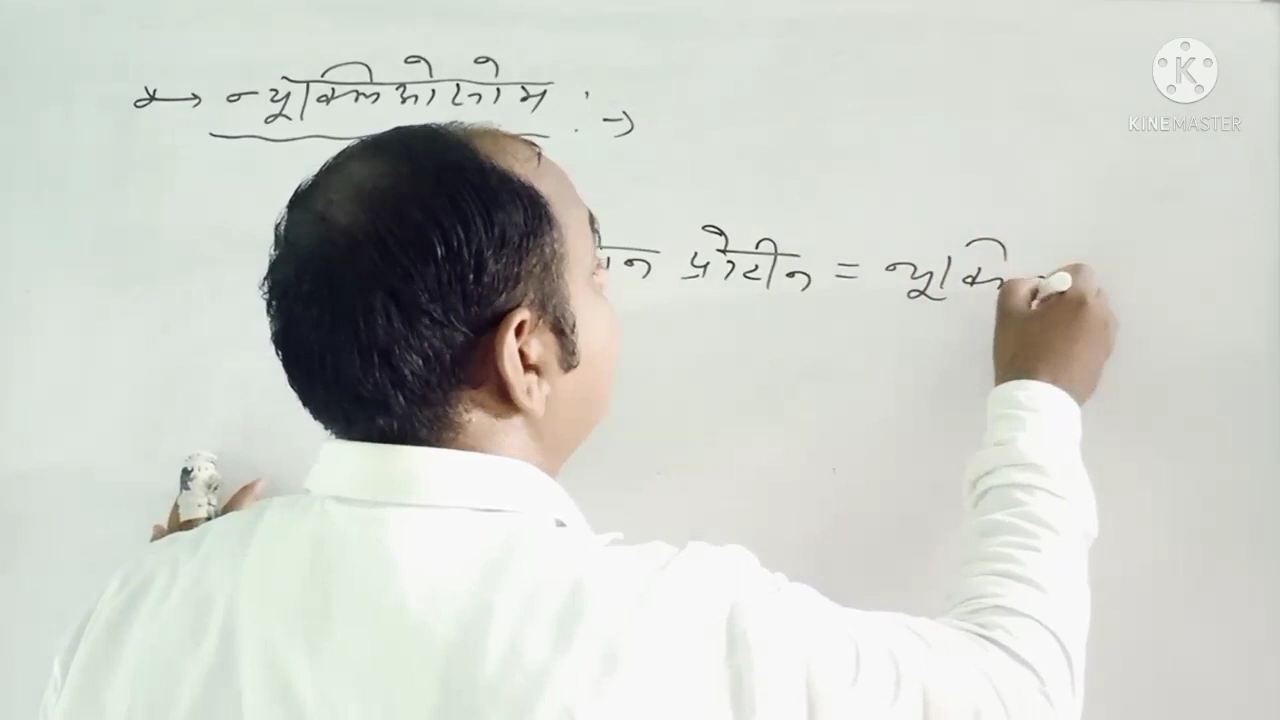 * → न्यूक्लिओसोम :→
प्रोटीन = न्यूक्लि
KINEMASTER